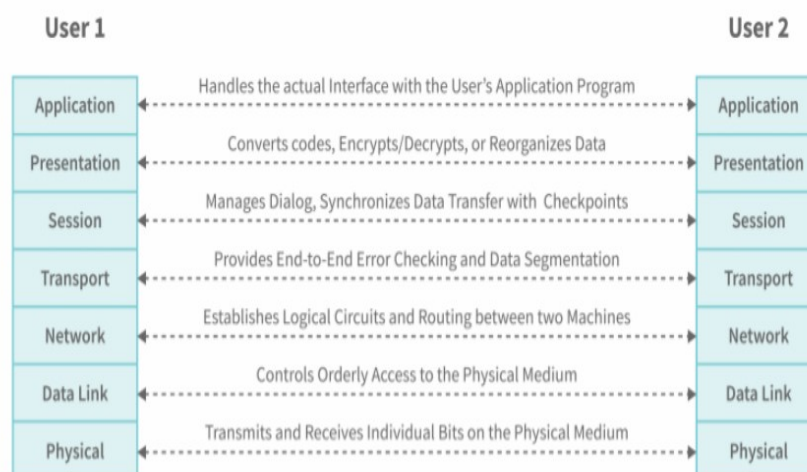 User 1
User 2
Handles the actual Interface with the User's Application Program
Application
Application
Converts codes, Encrypts/Decrypts, or Reorganizes Data
Presentation
Presentation
Manages Dialog, Synchronizes Data Transfer with Checkpoints
Session
Session
Provides End-to-End Error Checking and Data Segmentation
Transport
Transport
Establishes Logical Circuits and Routing between two Machines
Network
Network
Controls Orderly Access to the Physical Medium
Data Link
Data Link
Transmits and Receives Individual Bits on the Physical Medium
Physical
Physical